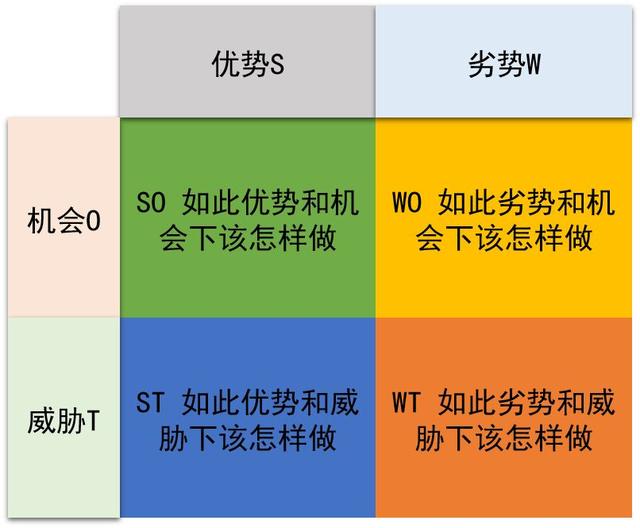 优势S
劣势W
机会O
SO 如此优势和机
会下该怎样做
WO 如此劣势和机
会下该怎样做
威胁T
ST 如此优势和威
胁下该怎样做
WT 如此劣势和威
胁下该怎样做